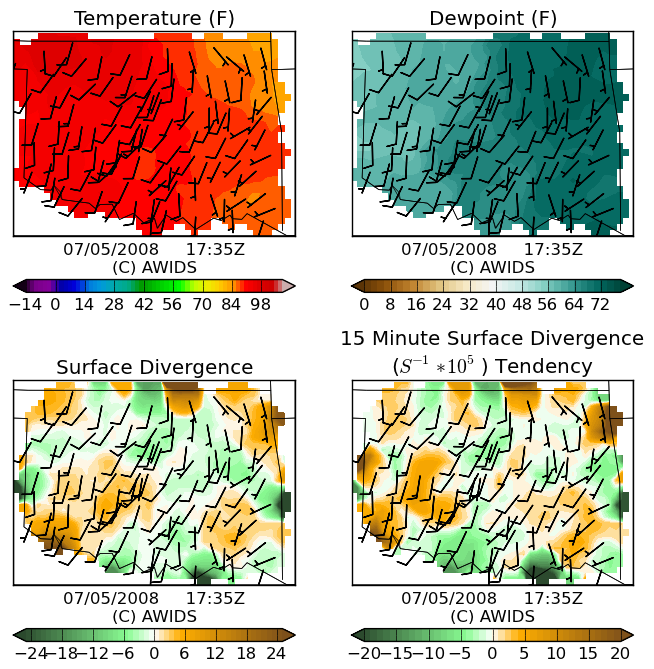 Temperature (F)
Dewpoint (F)
07/05/2008 17:35Z
(C) AWIDS
07/05/2008 17:35Z
(C) AWIDS
−14 0 14 28 42 56 70 84 98
0 8 16 24 32 40 48 56 64 72
Surface Divergence
15 Minute Surface Divergence
(S^{-1} *10^5 ) Tendency
07/05/2008 17:35Z
(C) AWIDS
07/05/2008 17:35Z
(C) AWIDS
−24 −18 −12 −6 0 6 12 18 24
−20 −15 −10 −5 0 5 10 15 20